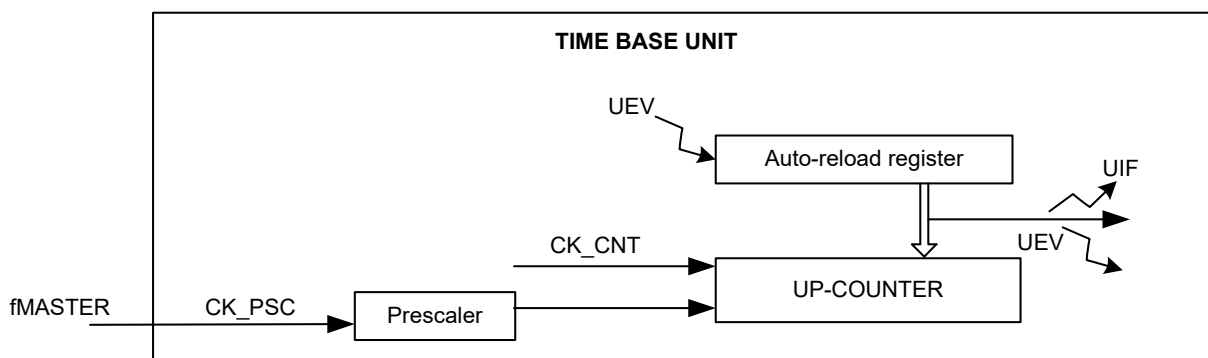 TIME BASE UNIT
UEV
Auto-reload register
UIF
UEV
CK_CNT
UP-COUNTER
fMASTER
CK_PSC
Prescaler